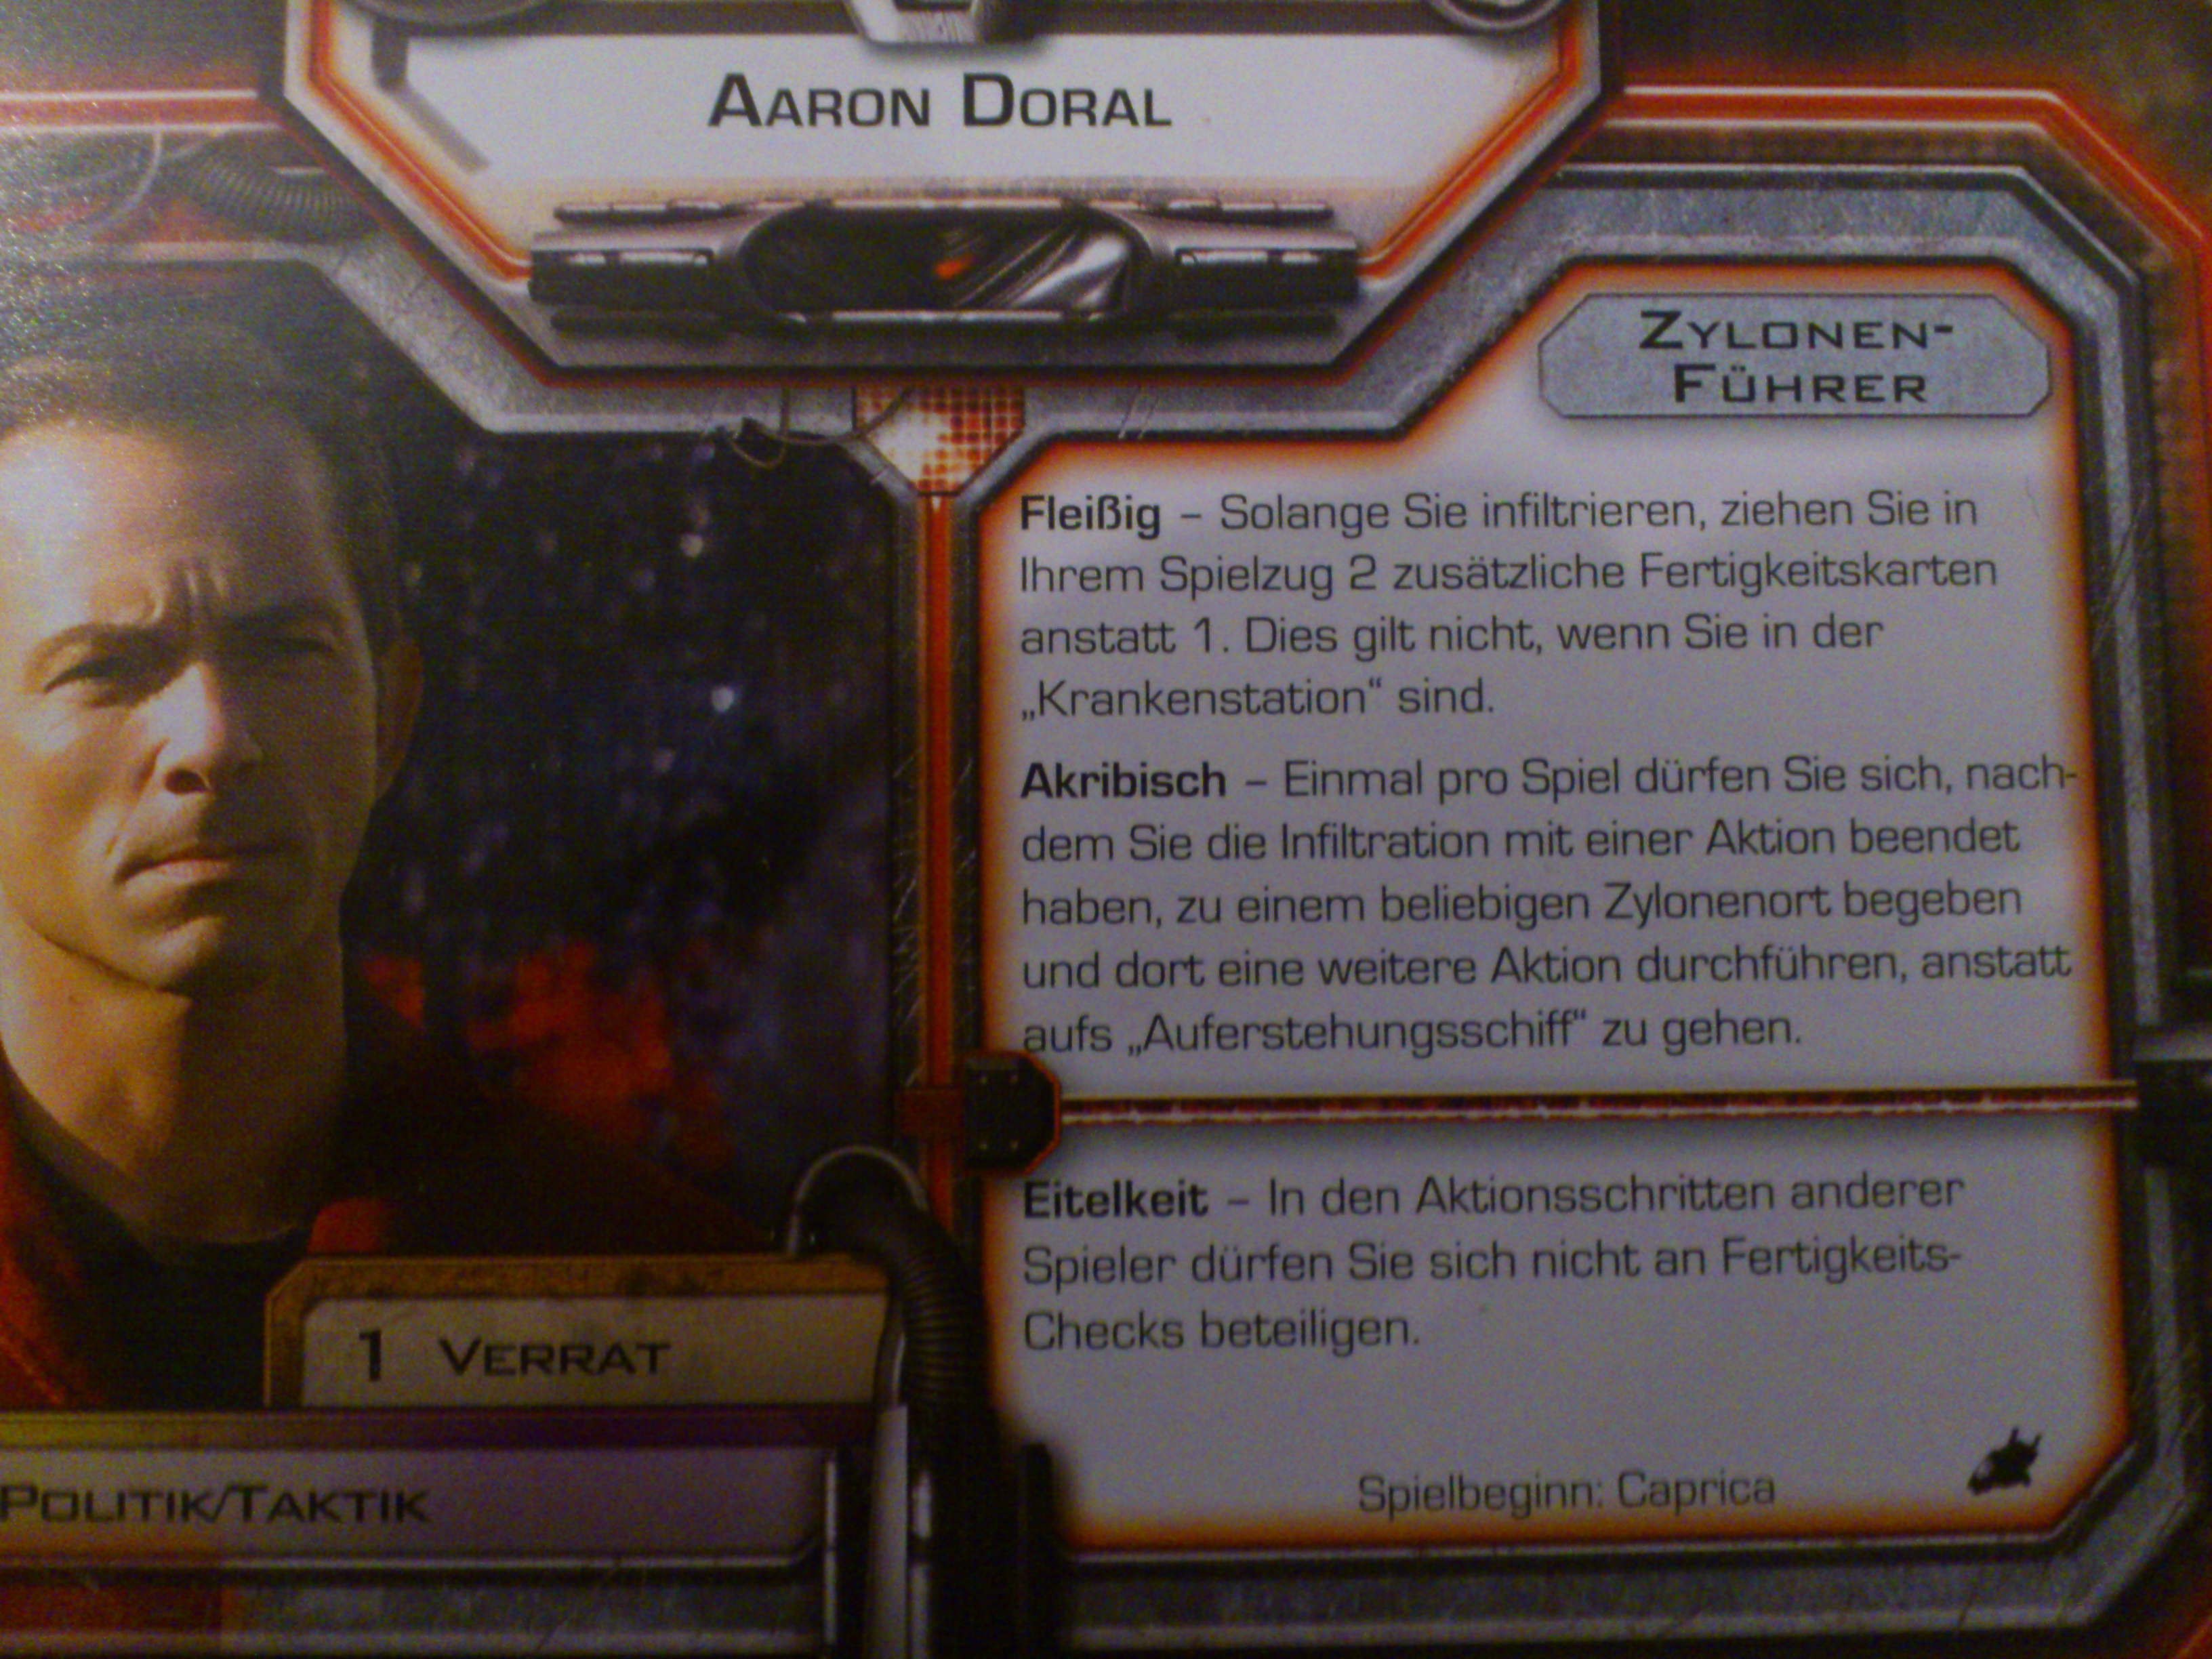 AARON DORAL
ZYLONEN-
FÜHRER
Fleißig – Solange Sie infiltrieren, ziehen Sie in
Ihrem Spielzug 2 zusätzliche Fertigkeitskarten
anstatt 1. Dies gilt nicht, wenn Sie in der
„Krankenstation“ sind.
Akribisch – Einmal pro Spiel dürfen Sie sich, nach-
dem Sie die Infiltration mit einer Aktion beendet
haben, zu einem beliebigen Zylonenort begeben
und dort eine weitere Aktion durchführen, anstatt
aufs „Auferstehungsschiff“ zu gehen.
Eitelkeit – In den Aktionsschritten anderer
Spieler dürfen Sie sich nicht an Fertigkeits-
Checks beteiligen.
Spielbeginn: Caprica
1 VERRAT
POLITIK/TAKTIK